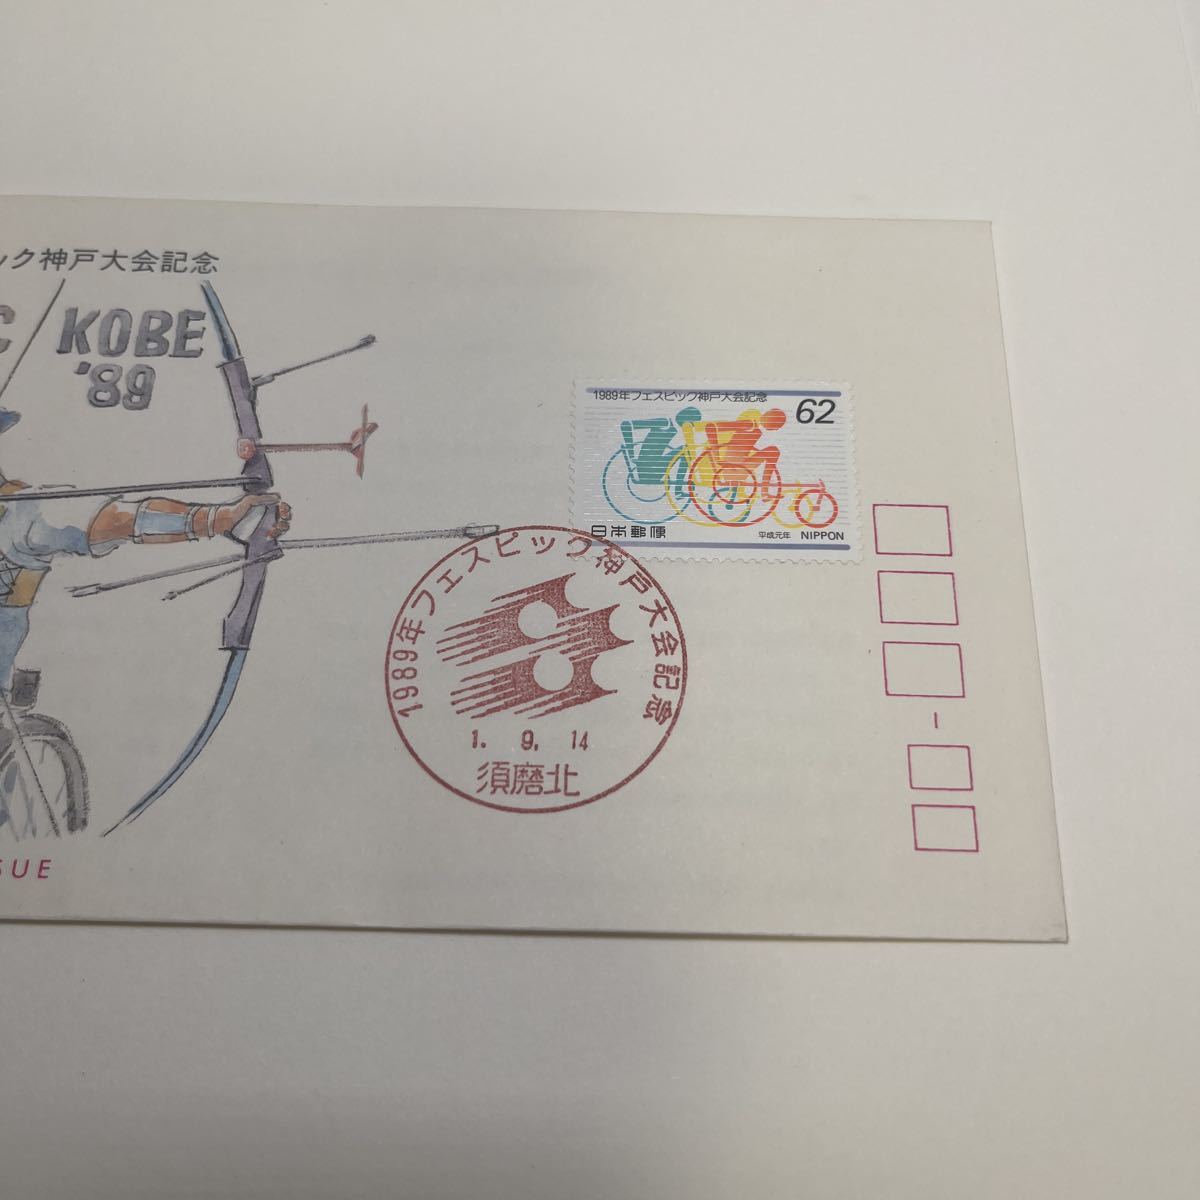 ック神戸大会記念
C KOBE
'89
1989年フェスピック神戸大会記念
62
日本郵便
平成元年 NIPPON
1989年フェスピック神戸大会記念
1. 9. 14
須磨北
SUE